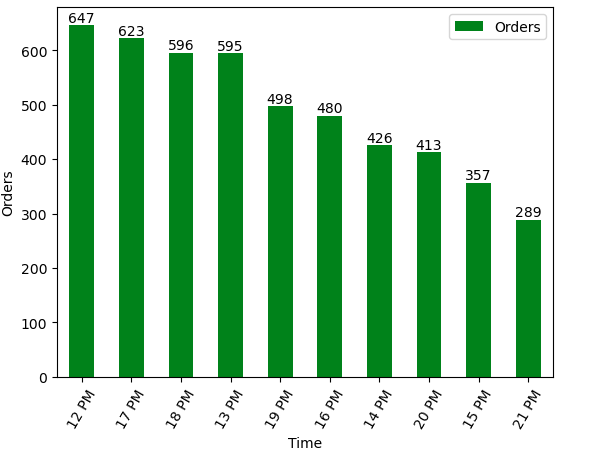 647
623
596
595
498
480
426
413
357
289
Orders
600
500
400
300
200
100
0
Orders
12 PM
17 PM
18 PM
13 PM
19 PM
16 PM
14 PM
20 PM
15 PM
21 PM
Time